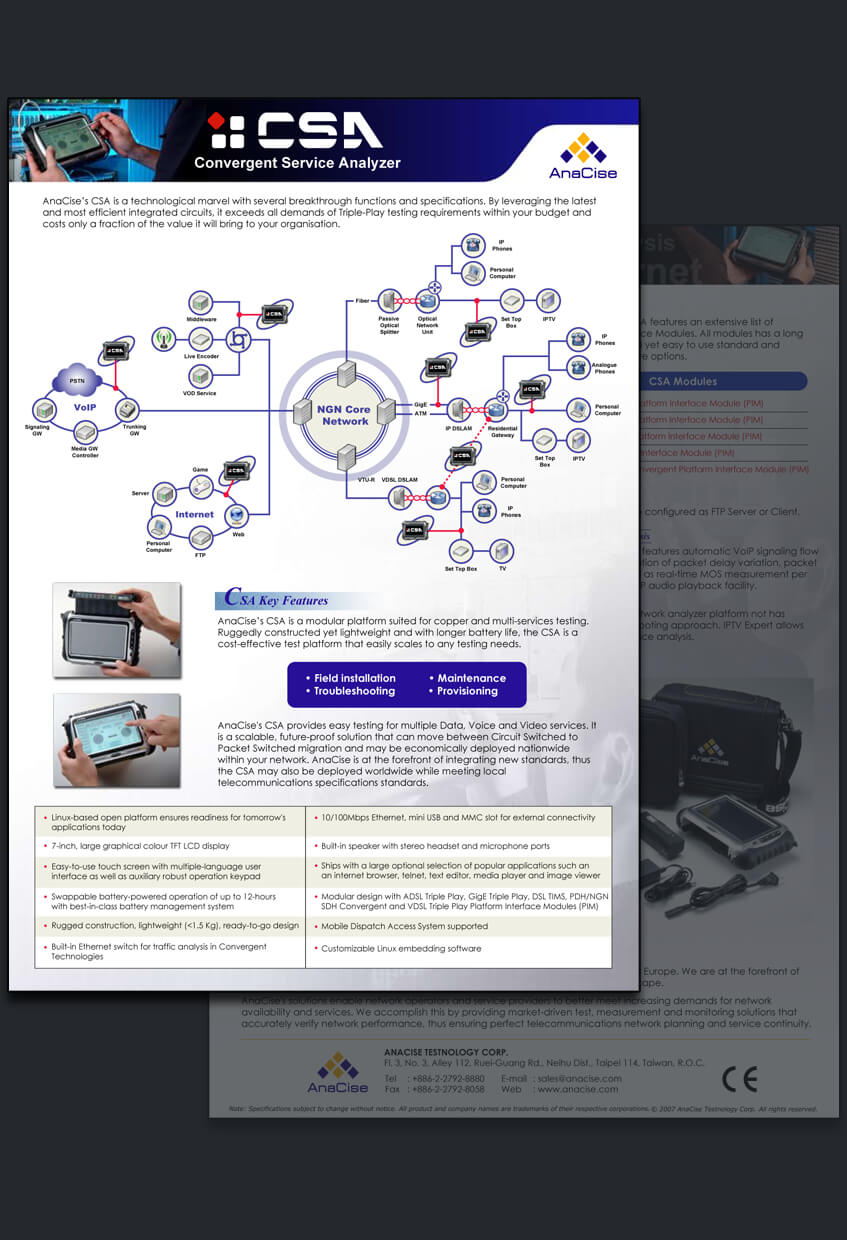 CSA
Convergent Service Analyzer
AnaCise
AnaCise's CSA is a technological marvel with several breakthrough functions and specifications. By leveraging the latest
and most efficient integrated circuits, it exceeds all demands of Triple-Play testing requirements within your budget and
costs only a fraction of the value it will bring to your organisation.
IP
Phones
Personal
Computer
Fiber
Passive
Optical
Splitter
Optical
Network
Unit
Set Top
Box
IPTV
CSA
Middleware
CSA
Live Encoder
VOD Service
CSA
PSTN
VoIP
Signaling
GW
Media GW
Controller
Trunking
GW
NGN Core
Network
GigE
ATM
CSA
IP DSLAM
Residential
Gateway
CSA
IP
Phones
Analogue
Phones
Personal
Computer
Set Top
Box
IPTV
CSA
Game
Server
Internet
CSA
Web
Personal
Computer
FTP
VTU-R
VDSL DSLAM
Personal
Computer
IP
Phones
CSA
Set Top Box
TV
CSA Key Features
AnaCise's CSA is a modular platform suited for copper and multi-services testing.
Ruggedly constructed yet lightweight and with longer battery life, the CSA is a
cost-effective test platform that easily scales to any testing needs.
• Field installation
• Maintenance
• Troubleshooting
• Provisioning
AnaCise's CSA provides easy testing for multiple Data, Voice and Video services. It
is a scalable, future-proof solution that can move between Circuit Switched to
Packet Switched migration and may be economically deployed nationwide
within your network. AnaCise is at the forefront of integrating new standards, thus
the CSA may also be deployed worldwide while meeting local
telecommunications specifications standards.
• Linux-based open platform ensures readiness for tomorrow's
applications today
• 10/100Mbps Ethernet, mini USB and MMC slot for external connectivity
• 7-inch, large graphical colour TFT LCD display
• Built-in speaker with stereo headset and microphone ports
• Easy-to-use touch screen with multiple-language user
interface as well as auxiliary robust operation keypad
• Ships with a large optional selection of popular applications such an
an internet browser, telnet, text editor, media player and image viewer
• Swappable battery-powered operation of up to 12-hours
with best-in-class battery management system
• Modular design with ADSL Triple Play, GigE Triple Play, DSL TIMS, PDH/NGN
SDH Convergent and VDSL Triple Play Platform Interface Modules (PIM)
• Rugged construction, lightweight (<1.5 Kg), ready-to-go design
• Mobile Dispatch Access System supported
• Built-in Ethernet switch for traffic analysis in Convergent
Technologies
• Customizable Linux embedding software
features an extensive list of
Modules. All modules has a long
yet easy to use standard and
options.
CSA Modules
Interface Module (PIM)
Interface Module (PIM)
Interface Module (PIM)
Interface Module (PIM)
Platform Interface Module (PIM)
configured as FTP Server or Client.
features automatic VoIP signaling flow
of packet delay variation, packet
as real-time MOS measurement per
audio playback facility.
analyzer platform not has
approach. IPTV Expert allows
analysis.
AnaCise
Europe. We are at the forefront of
AnaCise's solutions enable network operators and service providers to better meet increasing demands for network
availability and services. We accomplish this by providing market-driven test, measurement and monitoring solutions that
accurately verify network performance, thus ensuring perfect telecommunications network planning and service continuity.
AnaCise
ANACISE TESTNOLOGY CORP.
Fl. 3, No. 3, Alley 112, Ruei-Guang Rd., Neihu Dist., Taipei 114, Taiwan, R.O.C.
Tel : +886-2-2792-8880 E-mail : sales@anacise.com
Fax : +886-2-2792-8058 Web : www.anacise.com
CE
Note: Specifications subject to change without notice. All product and company names are trademarks of their respective corporations. © 2007 AnaCise Testnology Corp. All rights reserved.